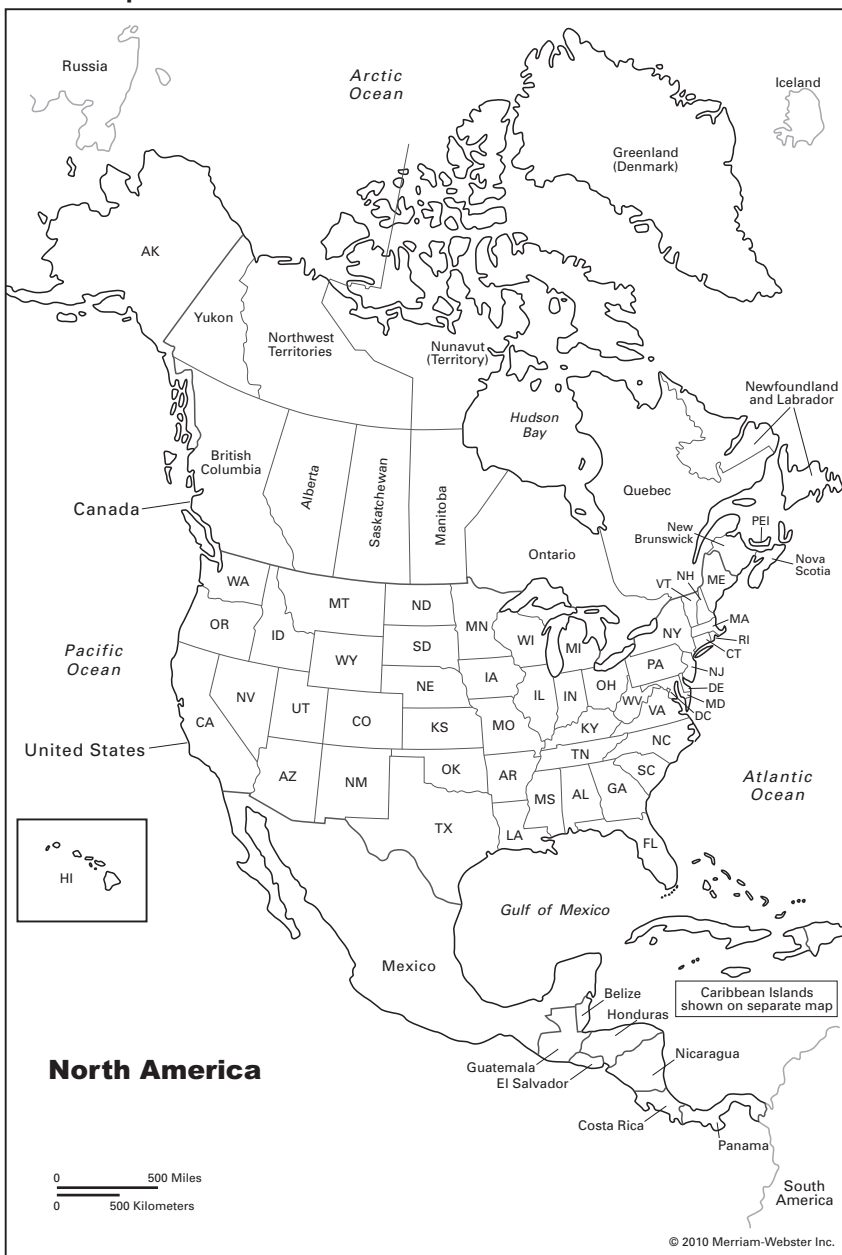 Russia
Arctic
Ocean
Iceland
Greenland
(Denmark)
AK
Yukon
Northwest
Territories
Nunavut
(Territory)
Newfoundland
and Labrador
Hudson
Bay
British
Columbia
Alberta
Saskatchewan
Manitoba
Canada
Quebec
Ontario
New
Brunswick
PEI
Nova
Scotia
WA
MT
ND
MN
VT
NH
ME
OR
ID
SD
WI
MI
NY
MA
RI
CT
Pacific
Ocean
WY
IA
PA
NJ
NE
DE
MD
DC
NV
UT
CO
IL
IN
OH
WV
VA
CA
KS
MO
KY
NC
United States
TN
AZ
NM
OK
AR
SC
MS
AL
GA
Atlantic
Ocean
TX
LA
FL
HI
Gulf of Mexico
Mexico
Caribbean Islands
shown on separate map
Belize
Honduras
Guatemala
El Salvador
Nicaragua
North America
Costa Rica
Panama
0 500 Miles
0 500 Kilometers
South
America
© 2010 Merriam-Webster Inc.